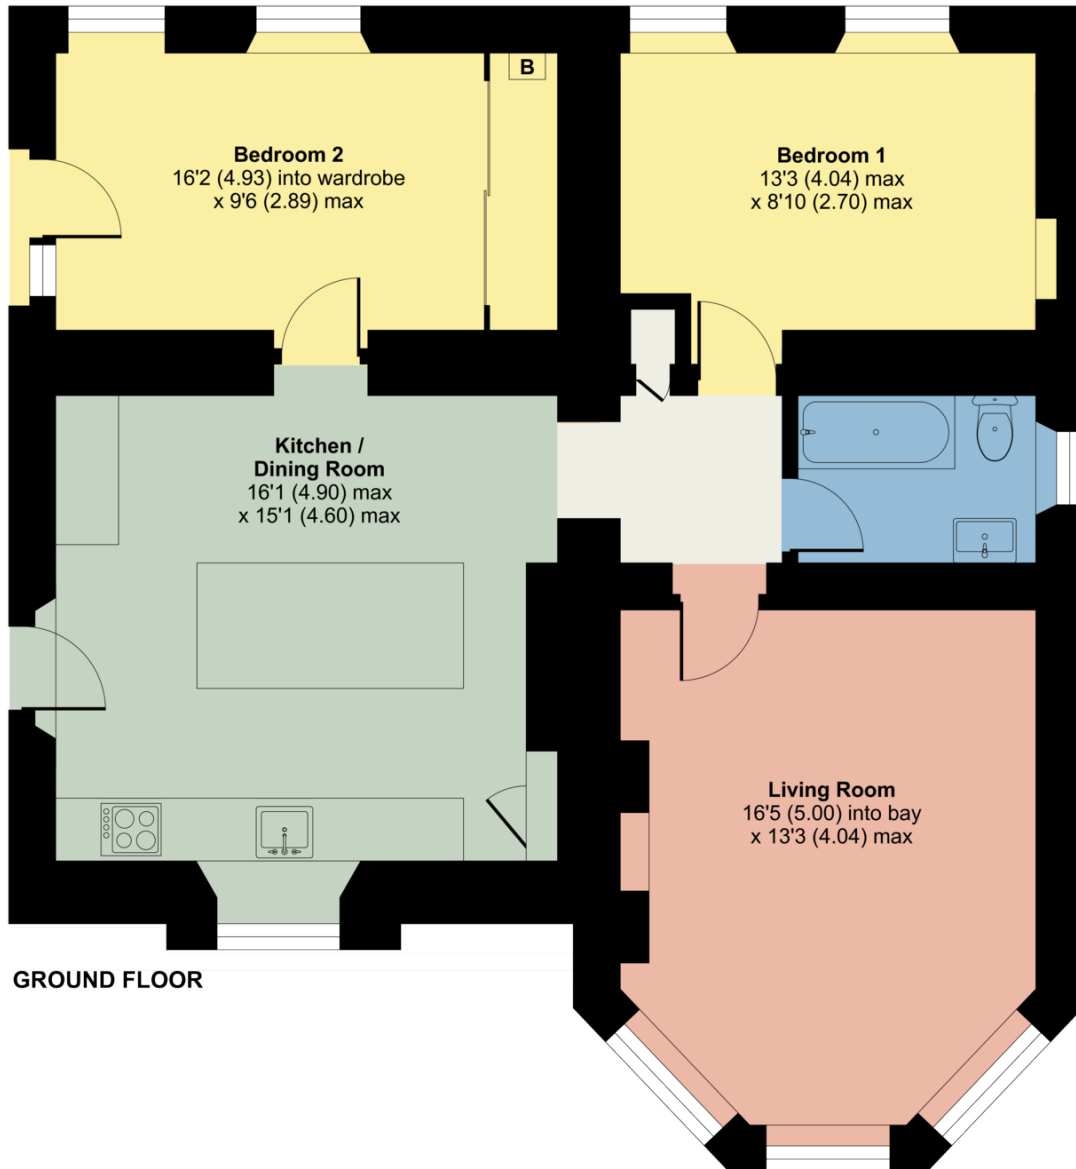 B
Bedroom 2
16'2 (4.93) into wardrobe
x 9'6 (2.89) max
Bedroom 1
13'3 (4.04) max
x 8'10 (2.70) max
Kitchen /
Dining Room
16'1 (4.90) max
x 15'1 (4.60) max
Living Room
16'5 (5.00) into bay
x 13'3 (4.04) max
GROUND FLOOR